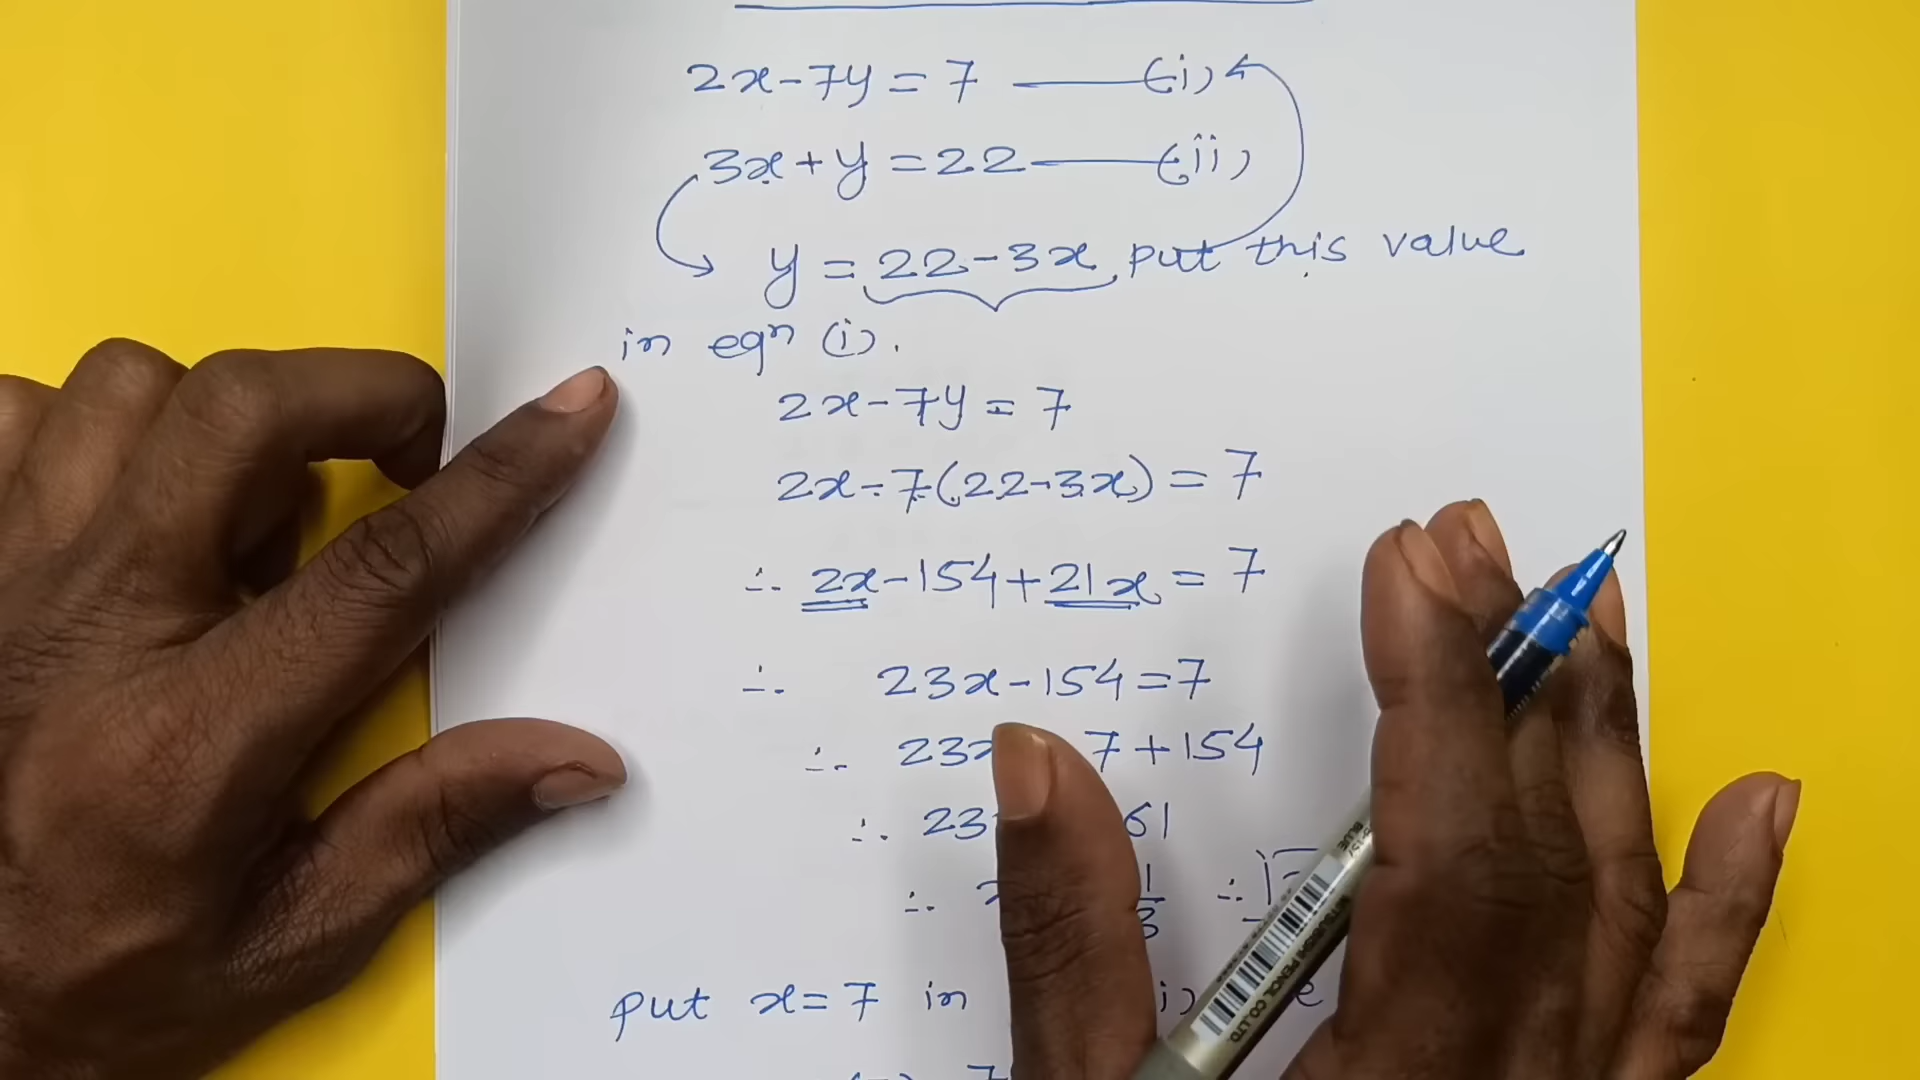 2x-7y = 7 (i)
3x+y = 22 (ii)
y = 22-3x, put this value
in eqn (i).
2x-7y = 7
2x-7(22-3x) = 7
∴ 2x-154+21x = 7
∴ 23x-154=7
∴ 23x 7+154
∴ 23 61
∴
put x=7 in